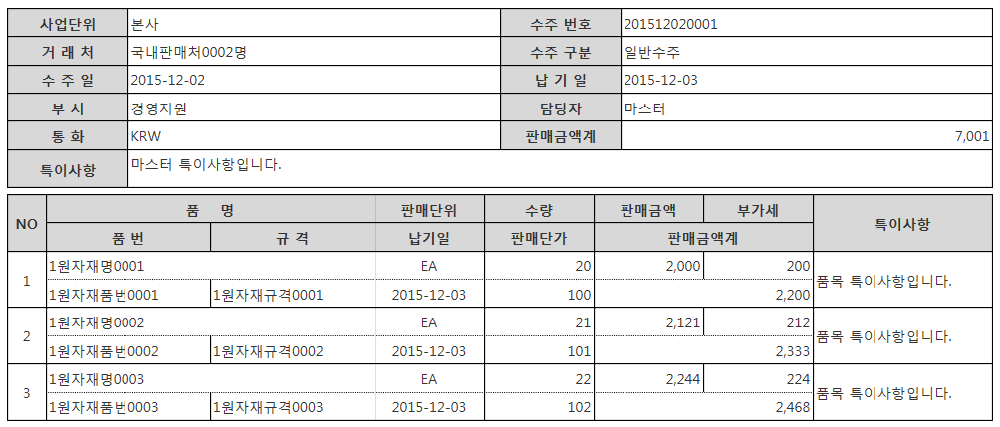 사업단위 본사 수주 번호 201512020001
거 래 처 국내판매처0002명 수주 구분 일반수주
수 주 일 2015-12-02 납 기 일 2015-12-03
부 서 경영지원 담당자 마스터
통 화 KRW 판매금액계 7,001
특이사항 마스터 특이사항입니다.
NO 품 명 판매단위 수량 판매금액 부가세 특이사항
품 번 규 격 납기일 판매단가 판매금액계
1 1원자재명0001 EA 20 2,000 200 품목 특이사항입니다.
1원자재품번0001 1원자재규격0001 2015-12-03 100 2,200
2 1원자재명0002 EA 21 2,121 212 품목 특이사항입니다.
1원자재품번0002 1원자재규격0002 2015-12-03 101 2,333
3 1원자재명0003 EA 22 2,244 224 품목 특이사항입니다.
1원자재품번0003 1원자재규격0003 2015-12-03 102 2,468